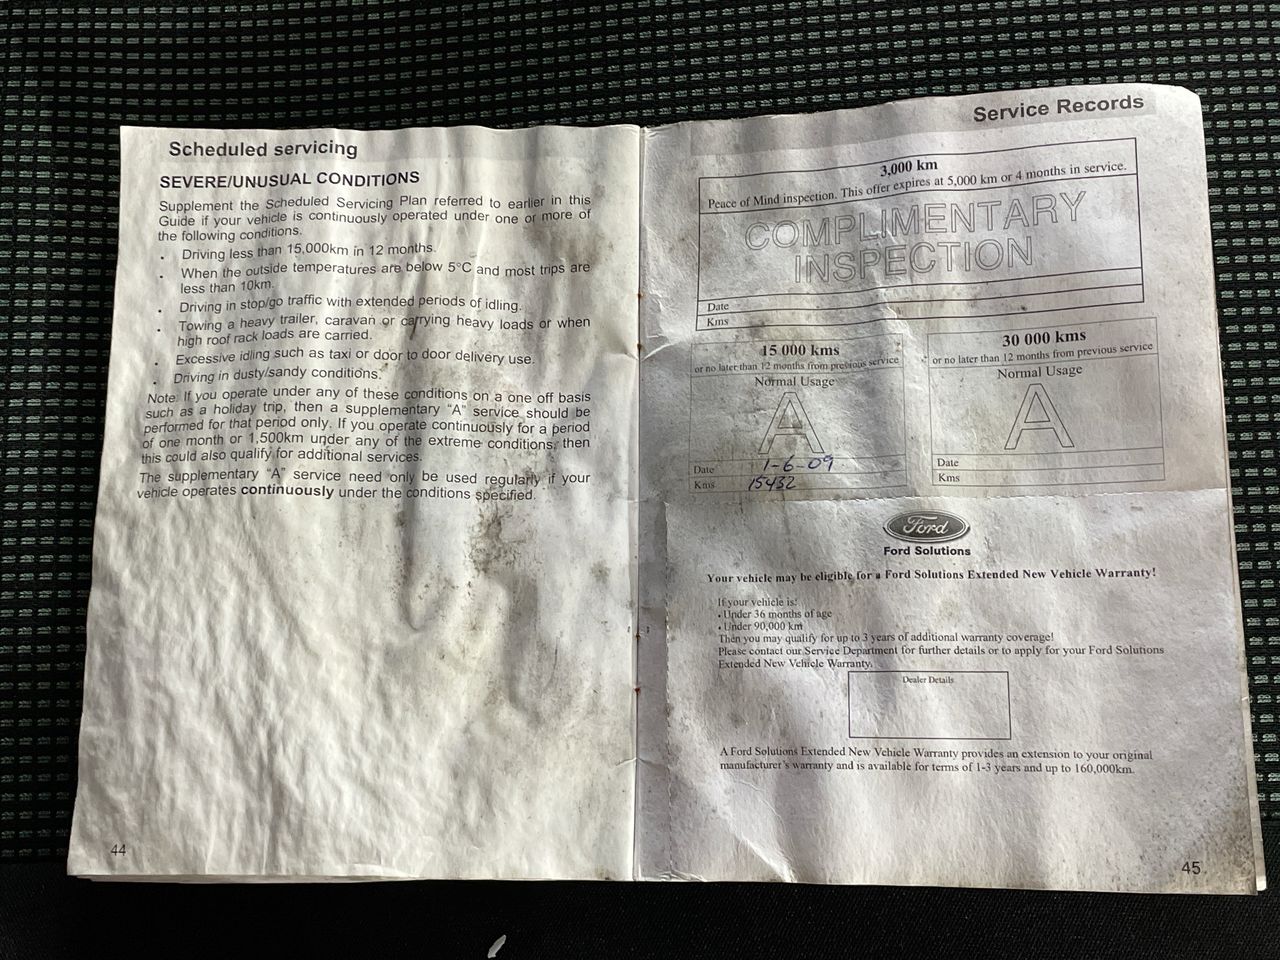 Scheduled servicing
SEVERE/UNUSUAL CONDITIONS
Supplement the Scheduled Servicing Plan referred to earlier in this
Guide if your vehicle is continuously operated under one or more of
the following conditions.
• Driving less than 15,000km in 12 months.
• When the outside temperatures are below 5°C and most trips are
less than 10km.
• Driving in stop/go traffic with extended periods of idling.
• Towing a heavy trailer, caravan or carrying heavy loads or when
high roof rack loads are carried.
• Excessive idling such as taxi or door to door delivery use.
• Driving in dusty/sandy conditions.
Note: If you operate under any of these conditions on a one off basis
such as a holiday trip, then a supplementary "A" service should be
performed for that period only. If you operate continuously for a period
of one month or 1,500km under any of the extreme conditions, then
this could also qualify for additional services.
The supplementary "A" service need only be used regularly if your
vehicle operates continuously under the conditions specified.
44
Service Records
3,000 km
Peace of Mind inspection. This offer expires at 5,000 km or 4 months in service.
COMPLIMENTARY
INSPECTION
Date
Kms
15 000 kms
or no later than 12 months from previous service
Normal Usage
A
Date 1-6-09
Kms 15432
30 000 kms
or no later than 12 months from previous service
Normal Usage
A
Date
Kms
Ford
Ford Solutions
Your vehicle may be eligible for a Ford Solutions Extended New Vehicle Warranty!
If your vehicle is:
• Under 36 months of age
• Under 90,000 km
Then you may qualify for up to 3 years of additional warranty coverage!
Please contact our Service Department for further details or to apply for your Ford Solutions
Extended New Vehicle Warranty.
Dealer Details
A Ford Solutions Extended New Vehicle Warranty provides an extension to your original
manufacturer's warranty and is available for terms of 1-3 years and up to 160,000km.
45